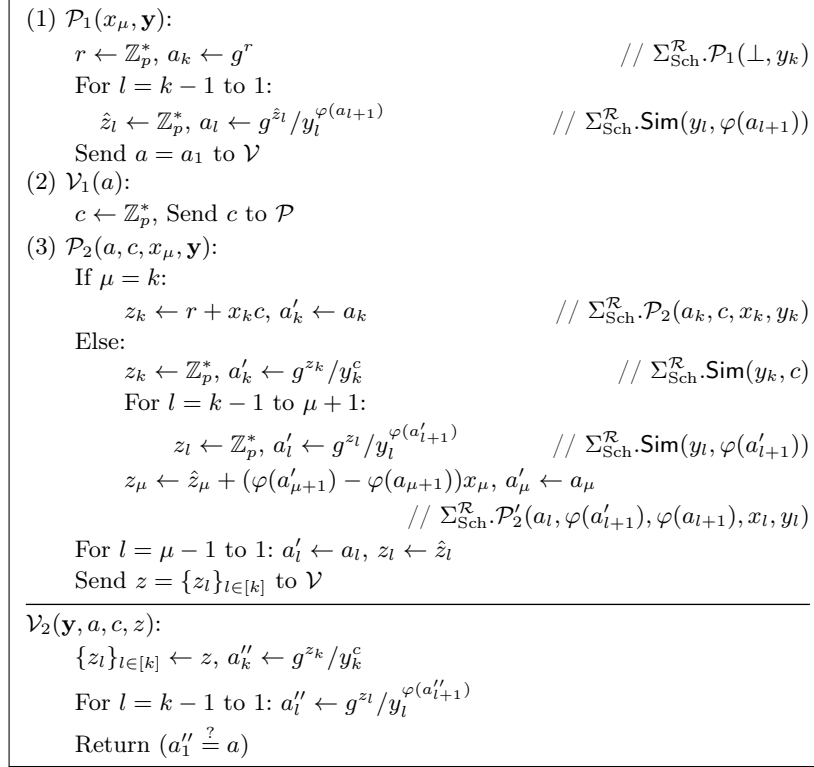 (1) 𝒫₁(x_μ, 𝐲):
r ← ℤ*_p, a_k ← g^r // Σ^ℛ_Sch.𝒫₁(⊥, y_k)
For l = k − 1 to 1:
ẑ_l ← ℤ*_p, a_l ← g^{ẑ_l}/y_l^{φ(a_{l+1})} // Σ^ℛ_Sch.Sim(y_l, φ(a_{l+1}))
Send a = a₁ to 𝒱
(2) 𝒱₁(a):
c ← ℤ*_p, Send c to 𝒫
(3) 𝒫₂(a, c, x_μ, 𝐲):
If μ = k:
z_k ← r + x_k c, a′_k ← a_k // Σ^ℛ_Sch.𝒫₂(a_k, c, x_k, y_k)
Else:
z_k ← ℤ*_p, a′_k ← g^{z_k}/y_k^c // Σ^ℛ_Sch.Sim(y_k, c)
For l = k − 1 to μ + 1:
z_l ← ℤ*_p, a′_l ← g^{z_l}/y_l^{φ(a′_{l+1})} // Σ^ℛ_Sch.Sim(y_l, φ(a′_{l+1}))
z_μ ← ẑ_μ + (φ(a′_{μ+1}) − φ(a_{μ+1}))x_μ, a′_μ ← a_μ
// Σ^ℛ_Sch.𝒫′₂(a_l, φ(a′_{l+1}), φ(a_{l+1}), x_l, y_l)
For l = μ − 1 to 1: a′_l ← a_l, z_l ← ẑ_l
Send z = {z_l}_{l∈[k]} to 𝒱
𝒱₂(𝐲, a, c, z):
{z_l}_{l∈[k]} ← z, a″_k ← g^{z_k}/y_k^c
For l = k − 1 to 1: a″_l ← g^{z_l}/y_l^{φ(a″_{l+1})}
Return (a″₁ ≟ a)